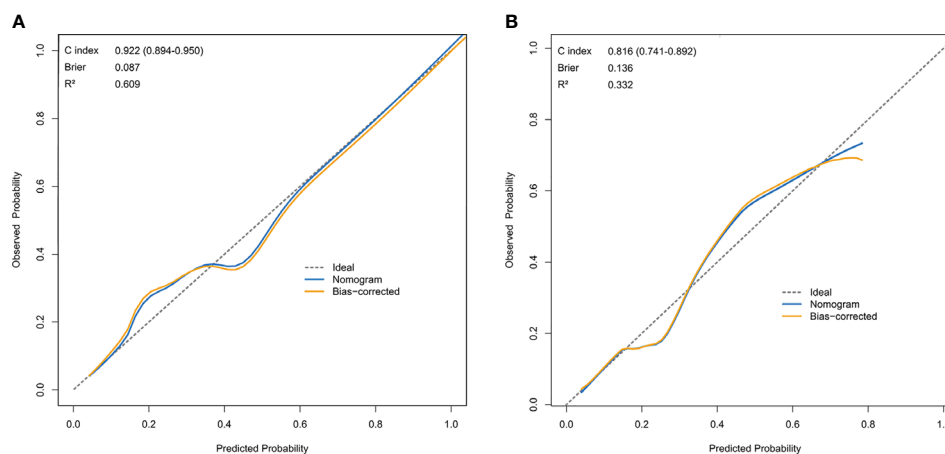 A
C index 0.922 (0.894-0.950)
Brier 0.087
R² 0.609
1.0
0.8
0.6
0.4
0.2
0.0
Observed Probability
Ideal
Nomogram
Bias-corrected
0.0 0.2 0.4 0.6 0.8 1.0
Predicted Probability
B
C index 0.816 (0.741-0.892)
Brier 0.136
R² 0.332
1.0
0.8
0.6
0.4
0.2
0.0
Observed Probability
Ideal
Nomogram
Bias-corrected
0.0 0.2 0.4 0.6 0.8
Predicted Probability